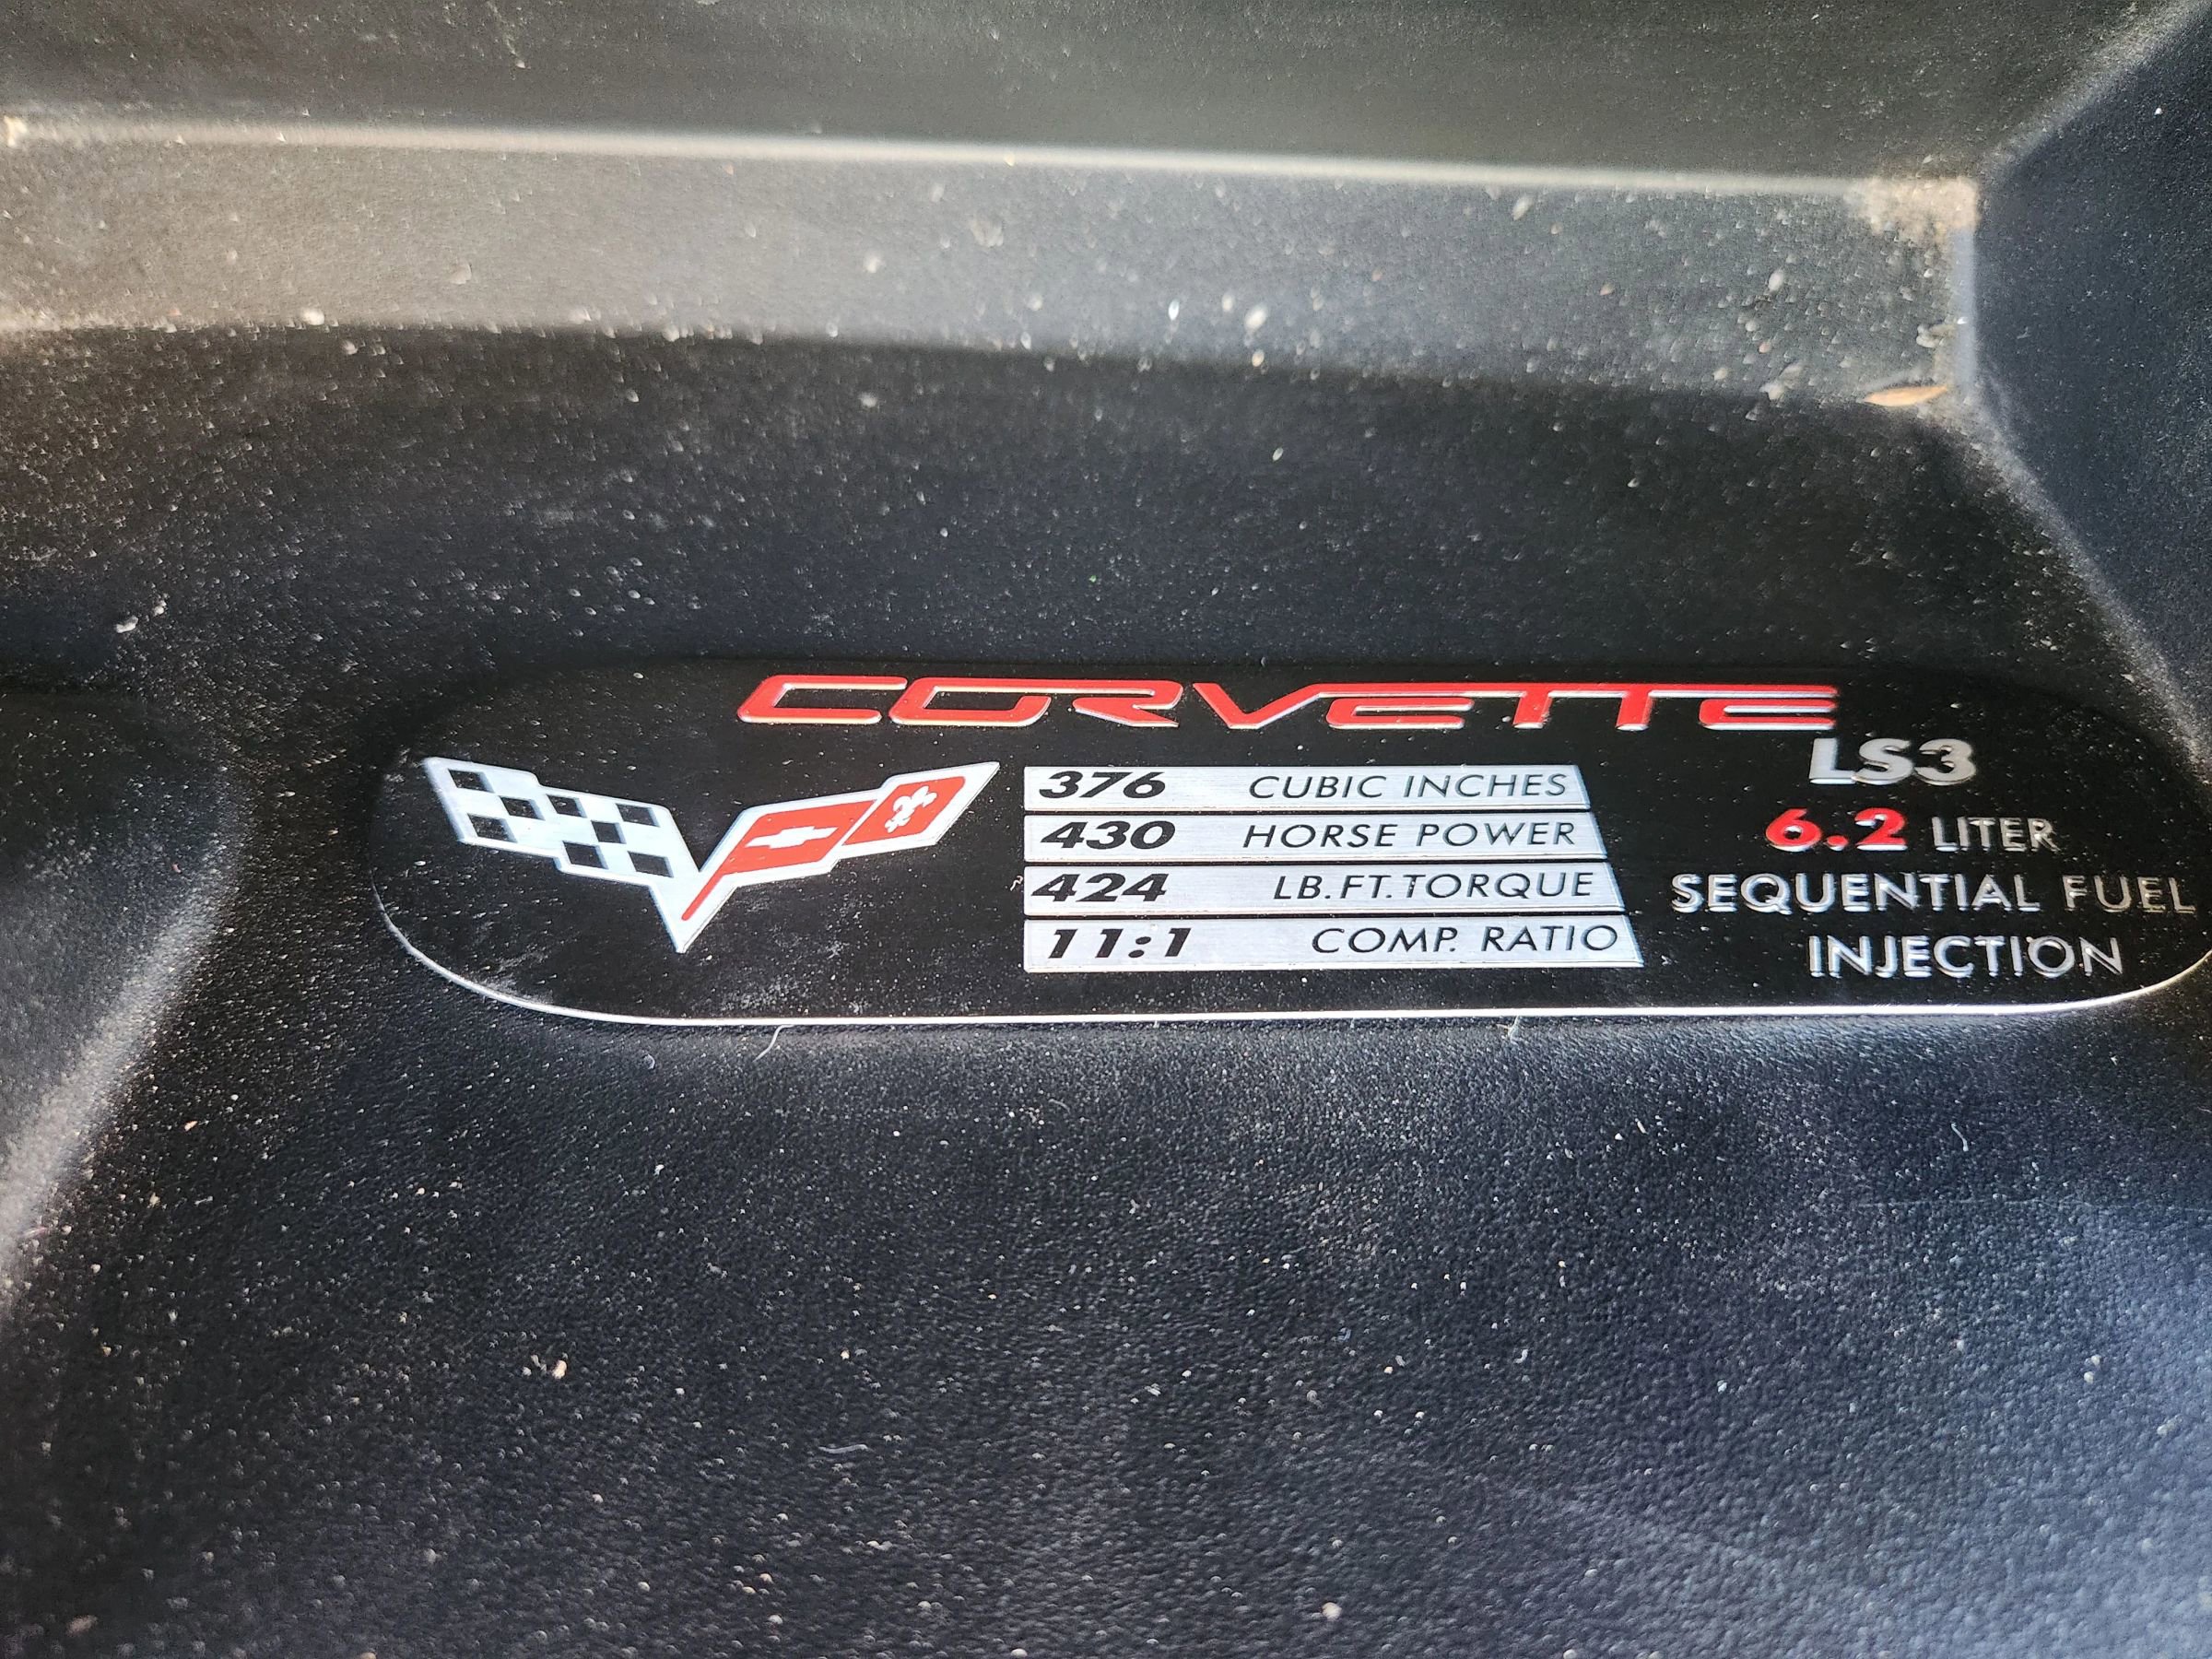 CORVETTE
LS3
376 CUBIC INCHES
430 HORSE POWER
424 LB.FT.TORQUE
11:1 COMP. RATIO
6.2 LITER
SEQUENTIAL FUEL
INJECTION